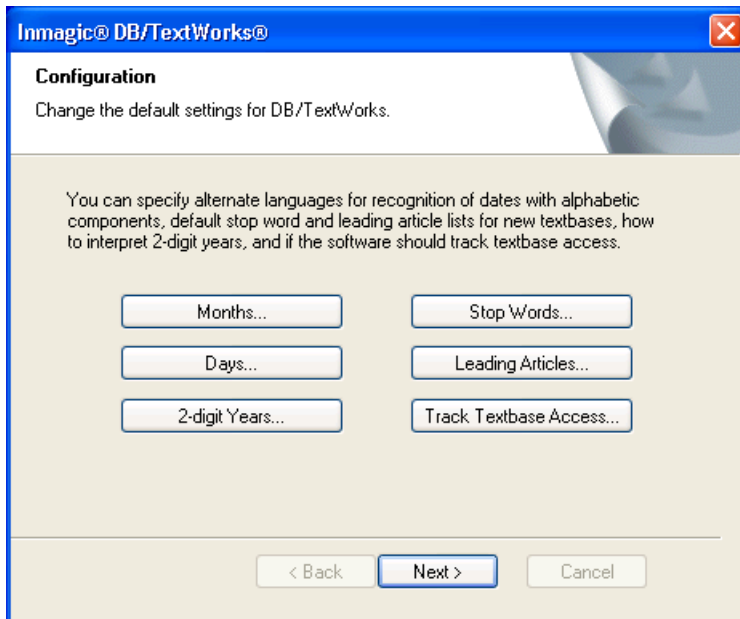 Inmagic® DB/TextWorks®
Configuration
Change the default settings for DB/TextWorks.
You can specify alternate languages for recognition of dates with alphabetic
components, default stop word and leading article lists for new textbases, how
to interpret 2-digit years, and if the software should track textbase access.
Months... Stop Words...
Days... Leading Articles...
2-digit Years... Track Textbase Access...
< Back Next > Cancel